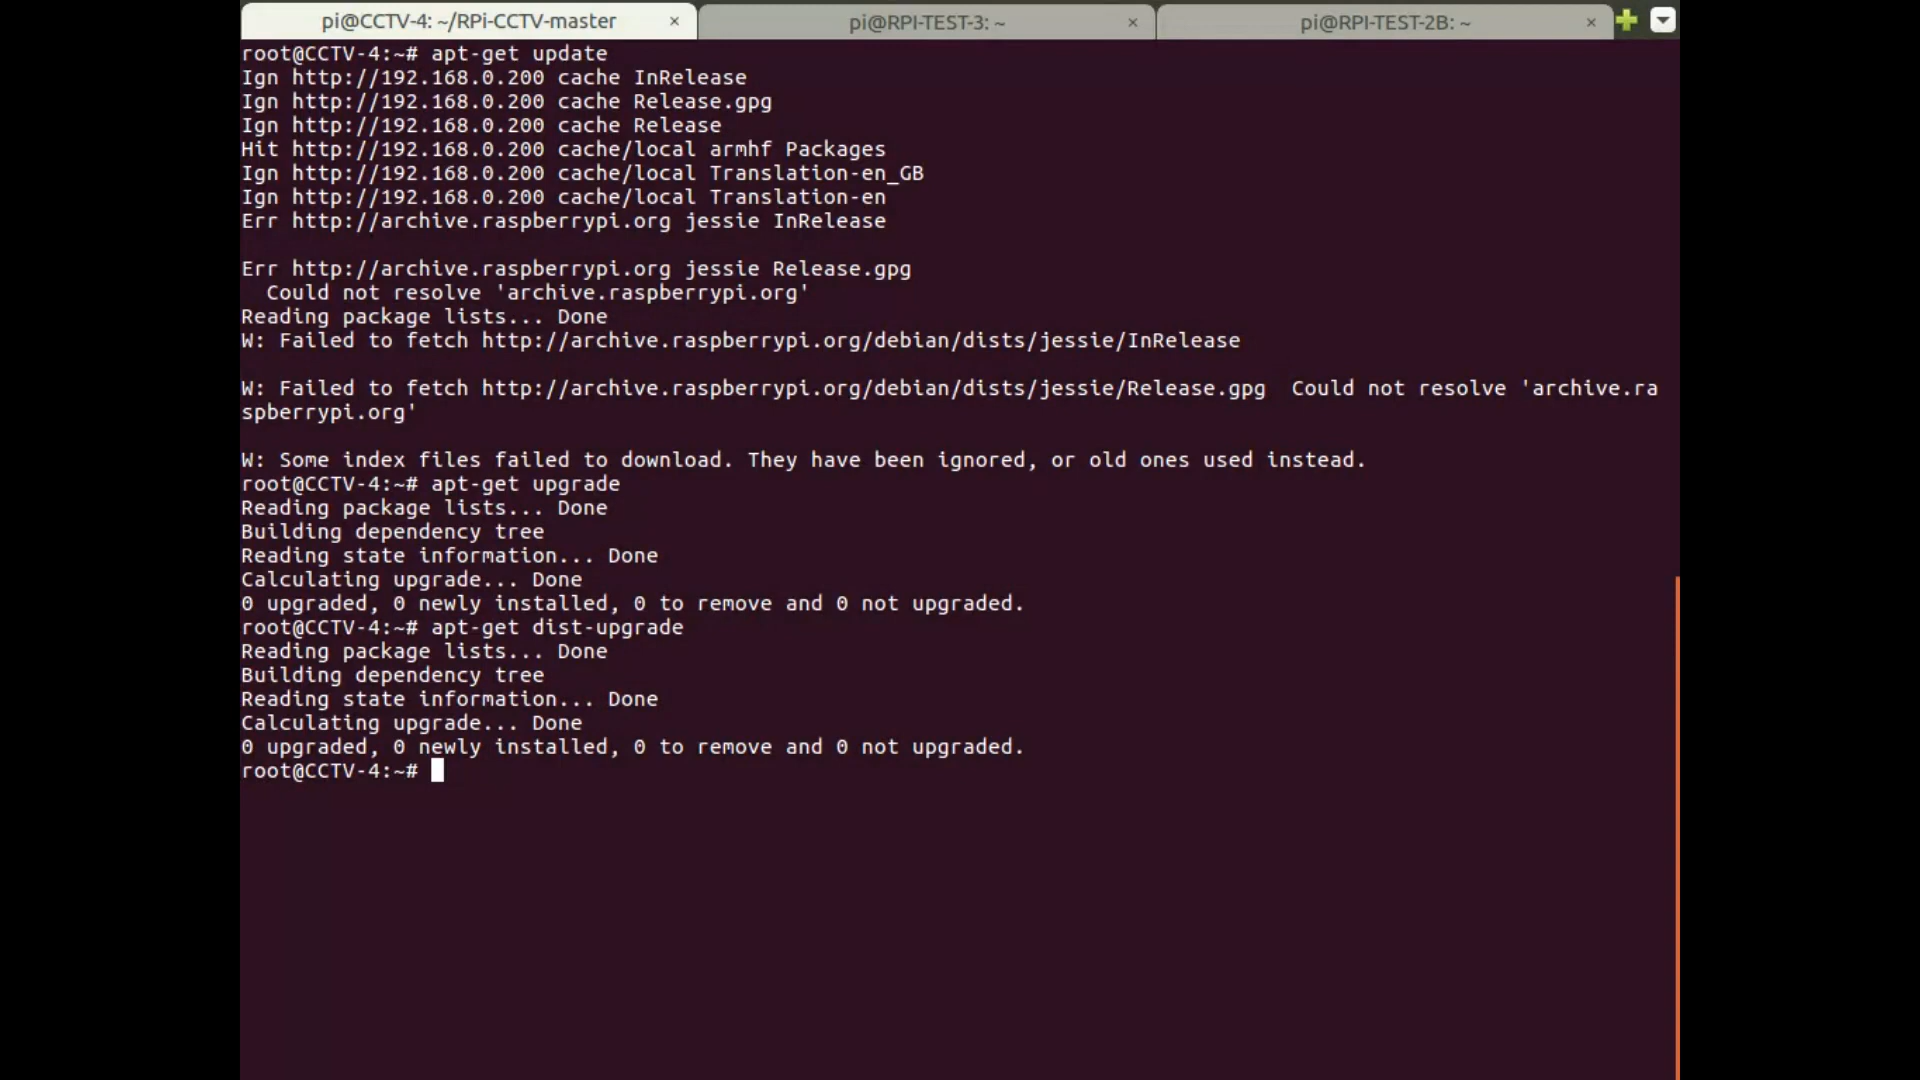 pi@CCTV-4: ~/RPi-CCTV-master × pi@RPI-TEST-3: ~ × pi@RPI-TEST-2B: ~ ×
root@CCTV-4:~# apt-get update
Ign http://192.168.0.200 cache InRelease
Ign http://192.168.0.200 cache Release.gpg
Ign http://192.168.0.200 cache Release
Hit http://192.168.0.200 cache/local armhf Packages
Ign http://192.168.0.200 cache/local Translation-en_GB
Ign http://192.168.0.200 cache/local Translation-en
Err http://archive.raspberrypi.org jessie InRelease
Err http://archive.raspberrypi.org jessie Release.gpg
  Could not resolve 'archive.raspberrypi.org'
Reading package lists... Done
W: Failed to fetch http://archive.raspberrypi.org/debian/dists/jessie/InRelease
W: Failed to fetch http://archive.raspberrypi.org/debian/dists/jessie/Release.gpg  Could not resolve 'archive.ra
spberrypi.org'
W: Some index files failed to download. They have been ignored, or old ones used instead.
root@CCTV-4:~# apt-get upgrade
Reading package lists... Done
Building dependency tree
Reading state information... Done
Calculating upgrade... Done
0 upgraded, 0 newly installed, 0 to remove and 0 not upgraded.
root@CCTV-4:~# apt-get dist-upgrade
Reading package lists... Done
Building dependency tree
Reading state information... Done
Calculating upgrade... Done
0 upgraded, 0 newly installed, 0 to remove and 0 not upgraded.
root@CCTV-4:~#